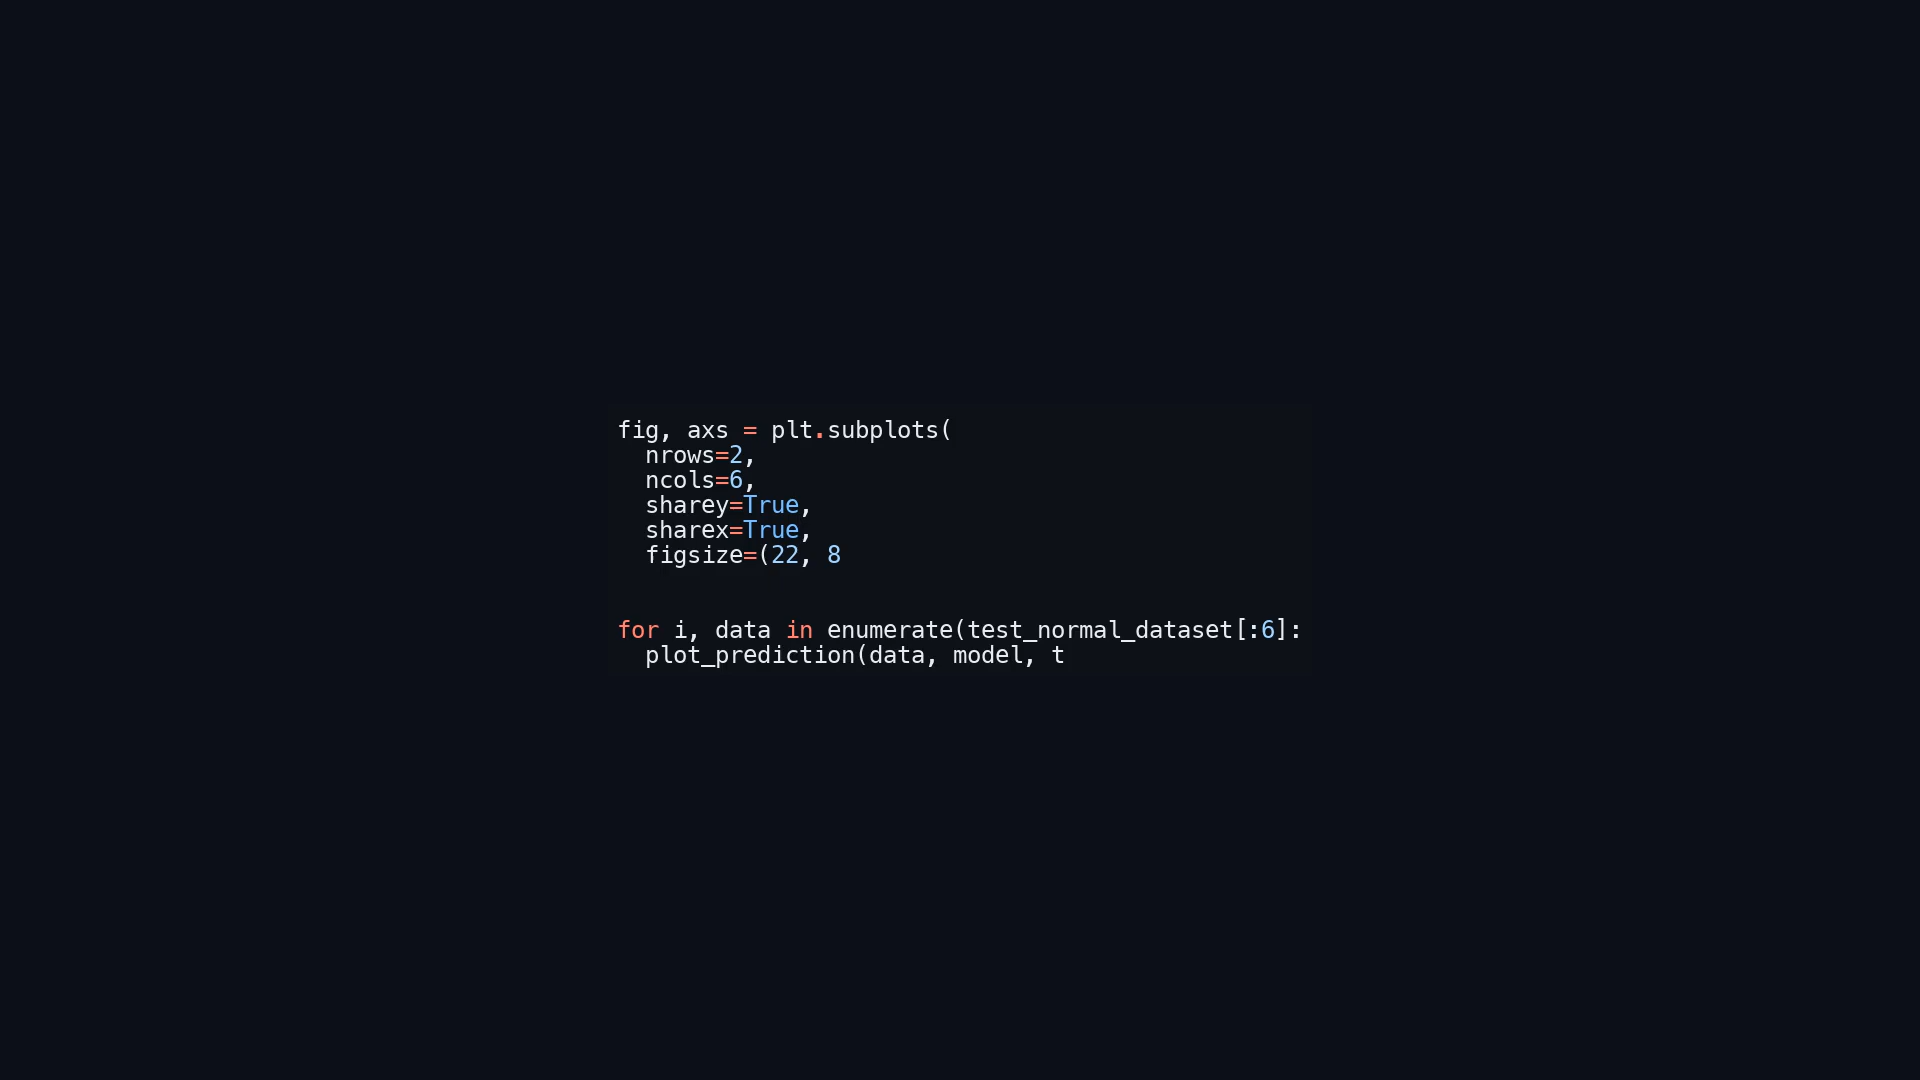 fig, axs = plt.subplots(
  nrows=2,
  ncols=6,
  sharey=True,
  sharex=True,
  figsize=(22, 8
for i, data in enumerate(test_normal_dataset[:6]:
  plot_prediction(data, model, t